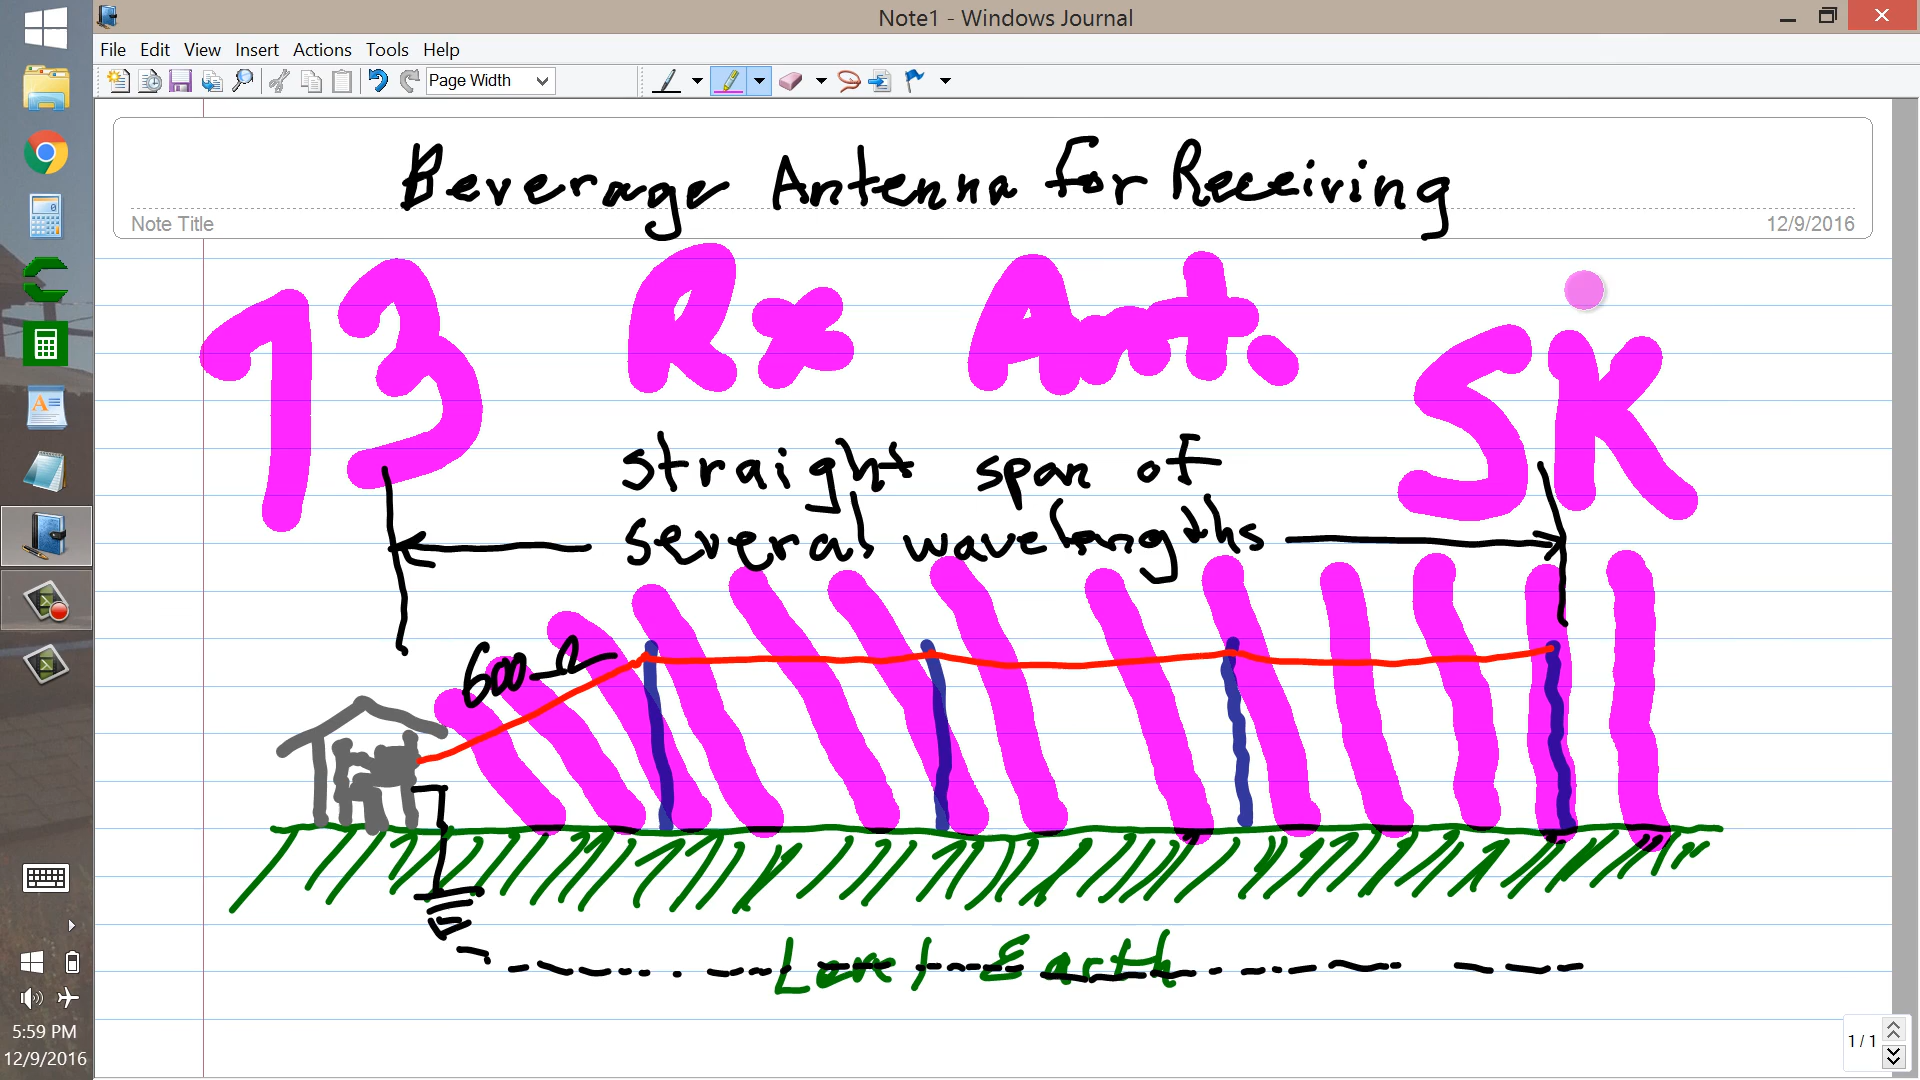 Note1 - Windows Journal
File Edit View Insert Actions Tools Help
Page Width
Beverage Antenna for Receiving
Note Title
12/9/2016
73 Rx Ant. SK
straight span of
several wavelengths
600 Ω
Level Earth
5:59 PM
12/9/2016
1 / 1